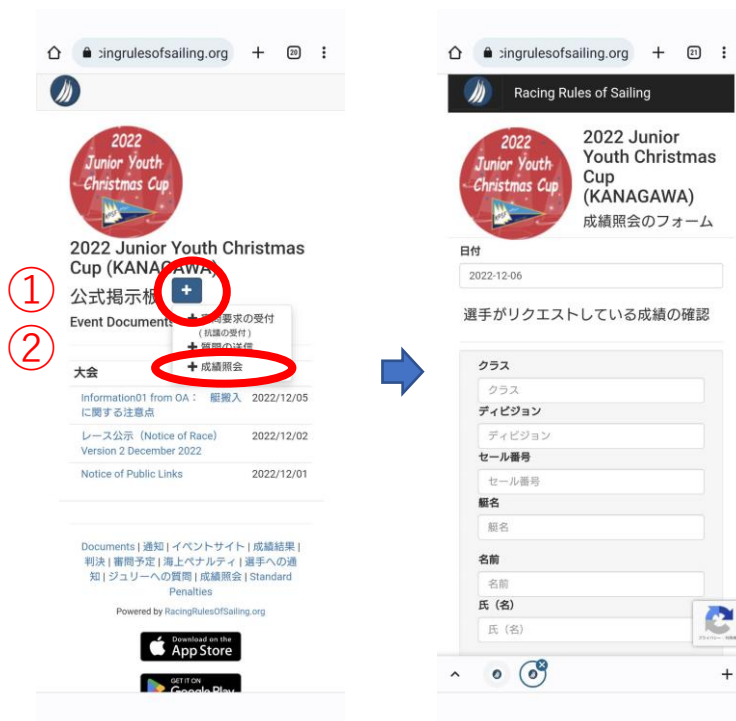 :ingrulesofsailing.org
20
2022
Junior Youth
Christmas Cup
2022 Junior Youth Christmas
Cup (KANAGAWA)
①
公式掲示板
+
Event Documents
の受付
(抗議の受付)
②
+ 質問の送信
+ 成績照会
大会
Information01 from OA： 艇搬入 2022/12/05
に関する注意点
レース公示（Notice of Race） 2022/12/02
Version 2 December 2022
Notice of Public Links 2022/12/01
Documents | 通知 | イベントサイト | 成績結果 |
判決 | 審問予定 | 海上ペナルティ | 選手への通
知 | ジュリーへの質問 | 成績照会 | Standard
Penalties
Powered by RacingRulesOfSailing.org
Download on the
App Store
GET IT ON
Google Play
:ingrulesofsailing.org
21
Racing Rules of Sailing
2022
Junior Youth
Christmas Cup
2022 Junior
Youth Christmas
Cup
(KANAGAWA)
成績照会のフォーム
日付
2022-12-06
選手がリクエストしている成績の確認
クラス
クラス
ディビジョン
ディビジョン
セール番号
セール番号
艇名
艇名
名前
名前
氏（名）
氏（名）